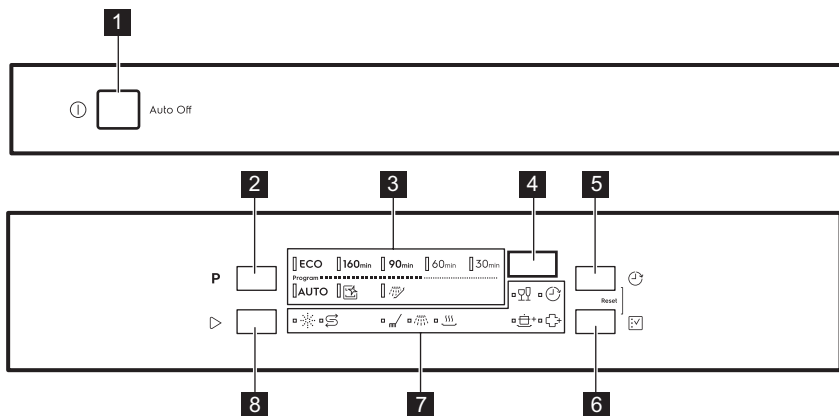 1
Auto Off
2 3 4 5
P
ECO 160min 90min 60min 30min
Program
AUTO
Reset
8 7 6